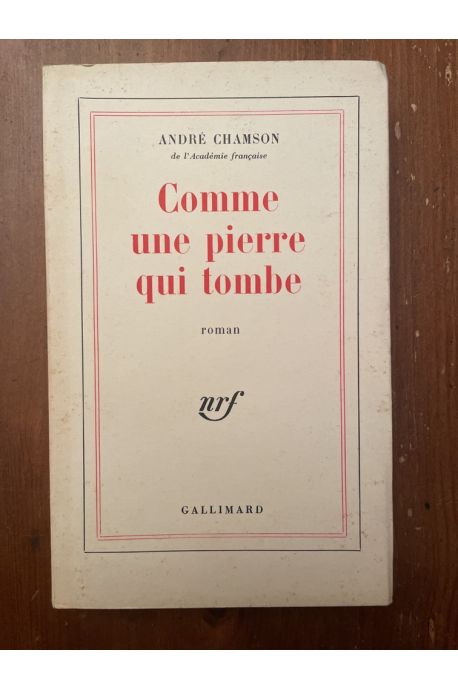 ANDRÉ CHAMSON
de l'Académie française
Comme
une pierre
qui tombe
roman
nrf
GALLIMARD